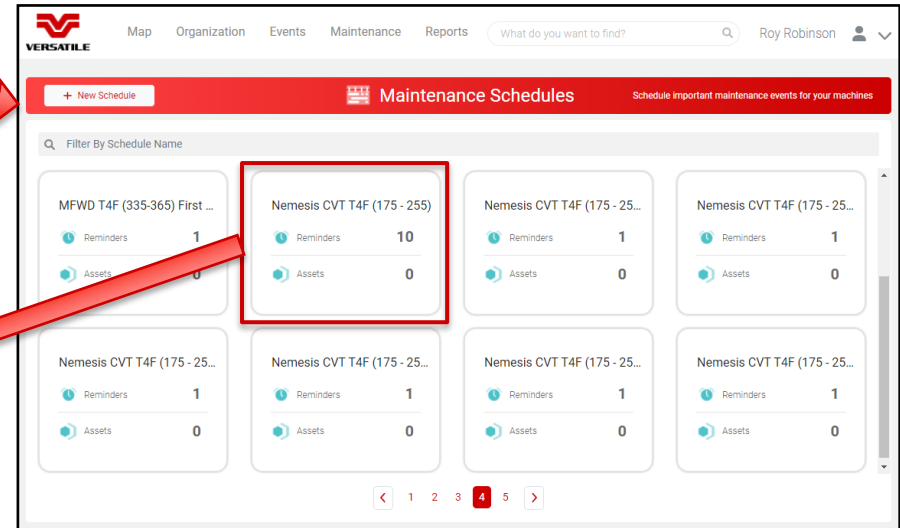 VERSATILE
Map Organization Events Maintenance Reports What do you want to find? Roy Robinson
+ New Schedule Maintenance Schedules Schedule important maintenance events for your machines
Filter By Schedule Name
MFWD T4F (335-365) First ... Nemesis CVT T4F (175 - 255) Nemesis CVT T4F (175 - 25... Nemesis CVT T4F (175 - 25...
Reminders 1 Reminders 10 Reminders 1 Reminders 1
Assets 0 Assets 0 Assets 0 Assets 0
Nemesis CVT T4F (175 - 25... Nemesis CVT T4F (175 - 25... Nemesis CVT T4F (175 - 25... Nemesis CVT T4F (175 - 25...
Reminders 1 Reminders 1 Reminders 1 Reminders 1
Assets 0 Assets 0 Assets 0 Assets 0
< 1 2 3 4 5 >